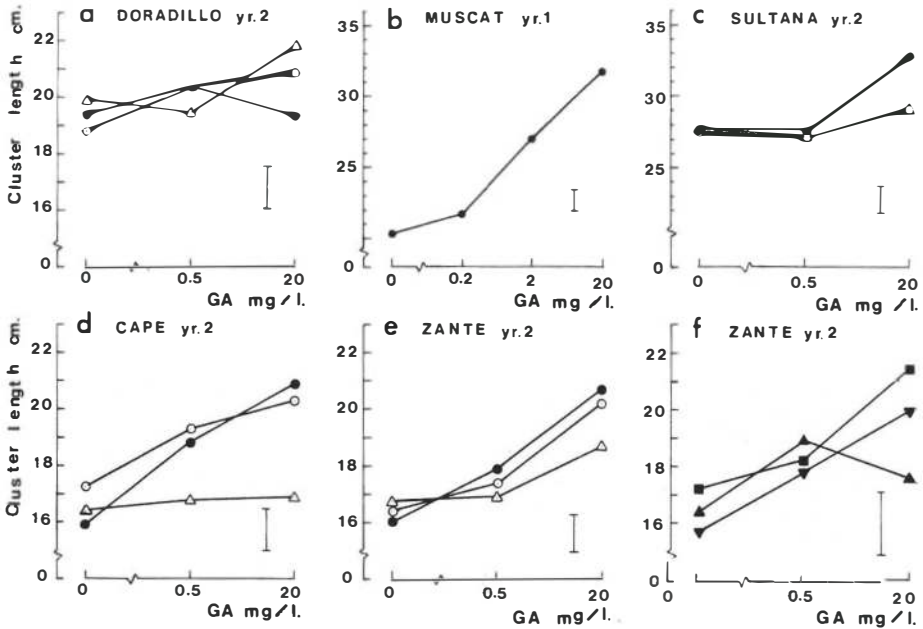 a DORADILLO yr.2
Cluster length cm.
22
20
18
16
0
0 0.5 20
GA mg/l.
b MUSCAT yr.1
35
30
25
0
0 0.2 2 20
GA mg/l.
c SULTANA yr.2
35
30
25
0
0 0.5 20
GA mg/l.
d CAPE yr.2
Cluster length cm.
22
20
18
16
0
0 0.5 20
GA mg/l.
e ZANTE yr.2
22
20
18
16
0
0 0.5 20
GA mg/l.
f ZANTE yr.2
22
20
18
16
0
0 0.5 20
GA mg/l.